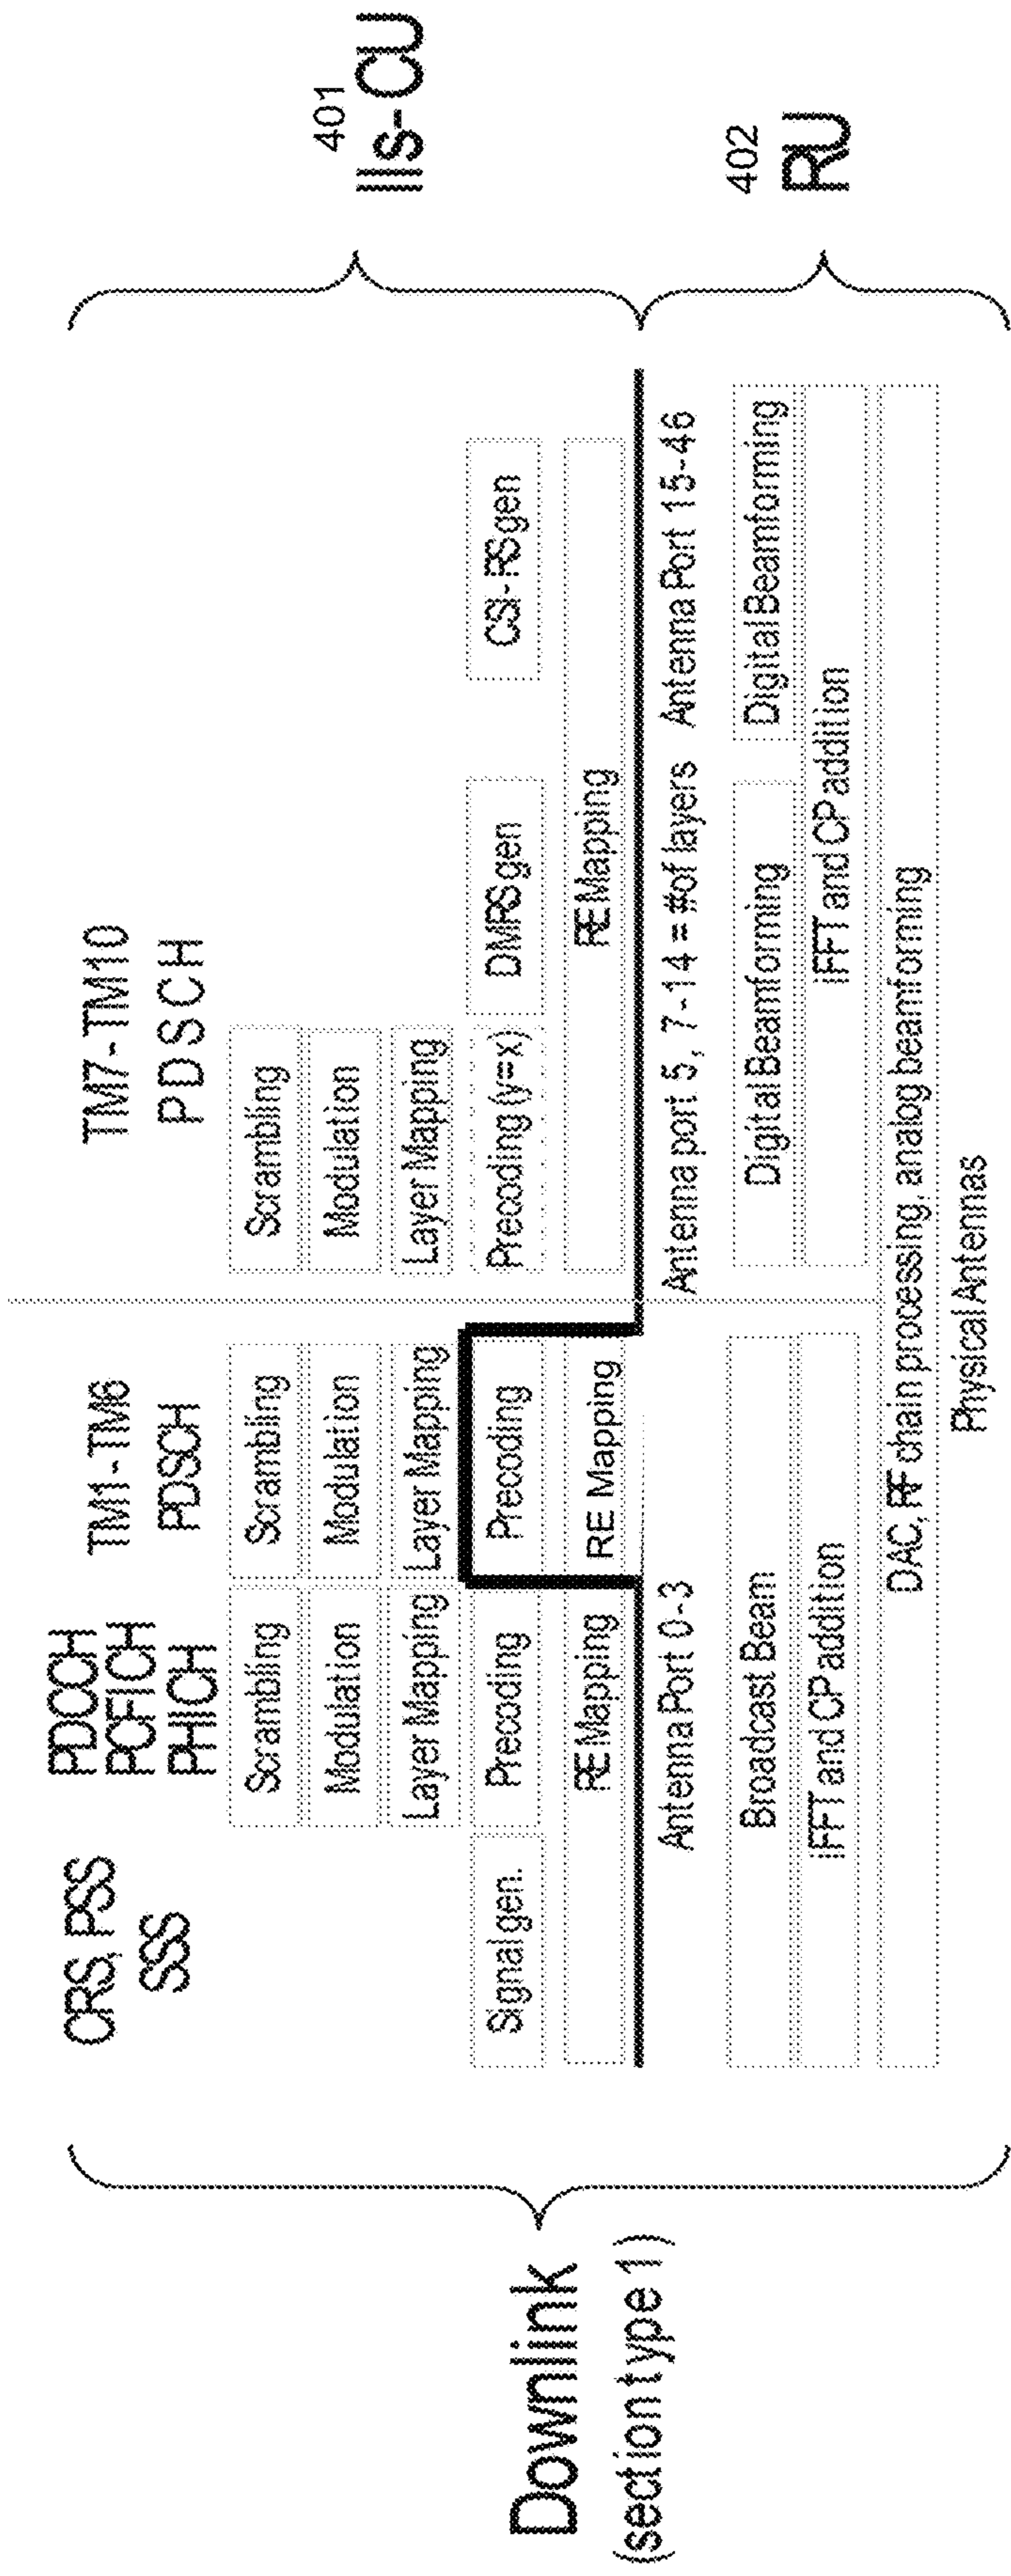 Downlink
(section type 1)
CRS, PSS
SSS
PDCCH
PCFICH
PHICH
TM1-TM6
PDSCH
TM7-TM10
PDSCH
Scrambling
Scrambling
Scrambling
Modulation
Modulation
Modulation
Layer Mapping
Layer Mapping
Layer Mapping
Signal gen.
Precoding
Precoding
Precoding (y=x)
DMRS gen
CSI-RS gen
RE Mapping
RE Mapping
RE Mapping
Antenna Port 0-3
Antenna port 5, 7-14 = # of layers
Antenna Port 15-46
Broadcast Beam
Digital Beamforming
Digital Beamforming
iFFT and CP addition
iFFT and CP addition
DAC, RF chain processing, analog beamforming
Physical Antennas
401
lls-CU
402
RU